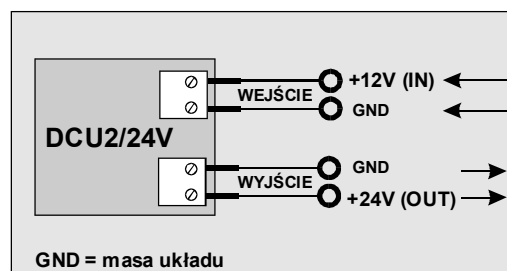 +12V (IN)
WEJŚCIE
GND
DCU2/24V
GND
WYJŚCIE
+24V (OUT)
GND = masa układu